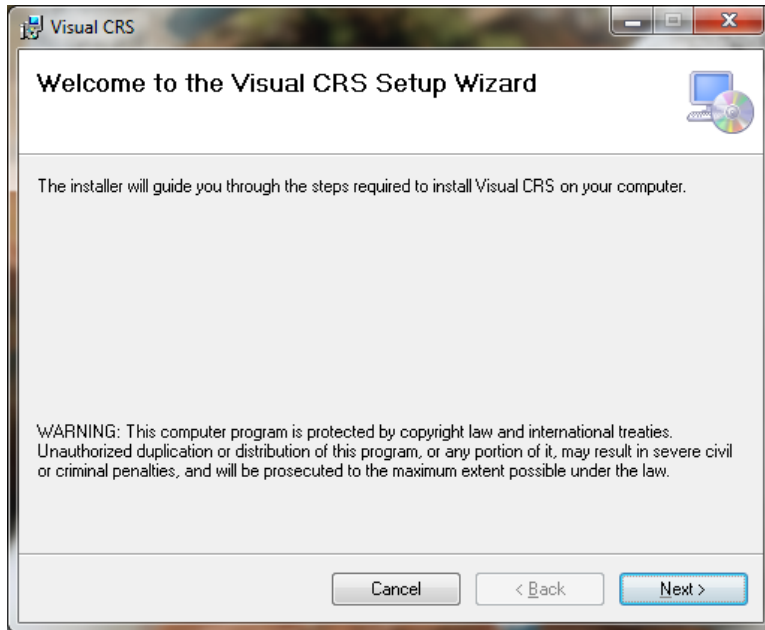 Visual CRS
Welcome to the Visual CRS Setup Wizard
The installer will guide you through the steps required to install Visual CRS on your computer.
WARNING: This computer program is protected by copyright law and international treaties.
Unauthorized duplication or distribution of this program, or any portion of it, may result in severe civil
or criminal penalties, and will be prosecuted to the maximum extent possible under the law.
Cancel < Back Next >